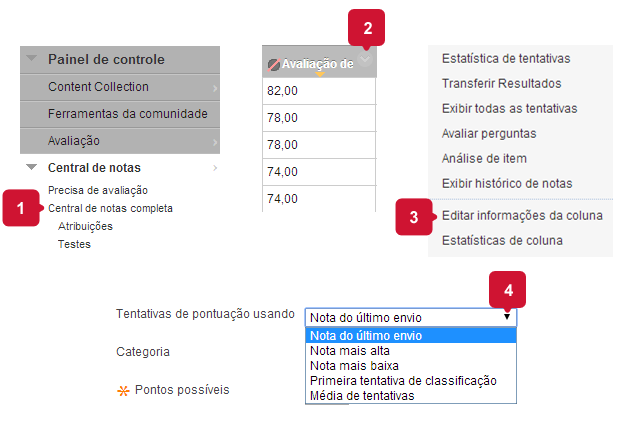 Painel de controle
Content Collection
Ferramentas da comunidade
Avaliação
Central de notas
Precisa de avaliação
1
Central de notas completa
Atribuições
Testes
2
Avaliação de
82,00
78,00
78,00
74,00
74,00
Estatística de tentativas
Transferir Resultados
Exibir todas as tentativas
Avaliar perguntas
Análise de item
Exibir histórico de notas
3
Editar informações da coluna
Estatísticas de coluna
4
Tentativas de pontuação usando
Nota do último envio
Nota do último envio
Nota mais alta
Nota mais baixa
Primeira tentativa de classificação
Média de tentativas
Categoria
Pontos possíveis